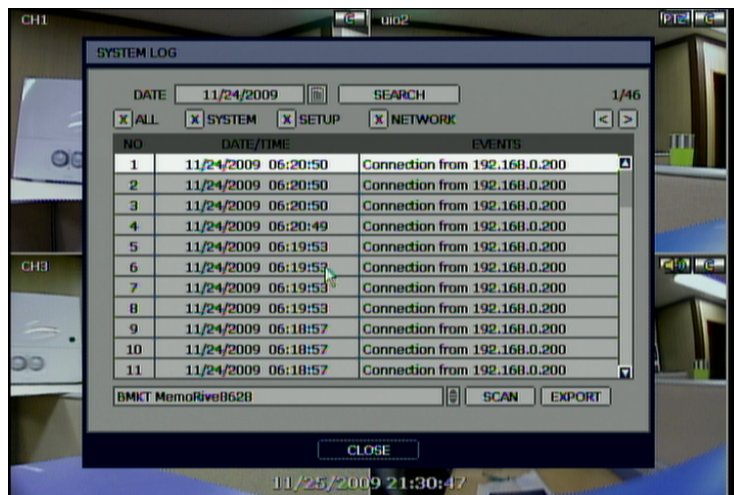 CH1 C uio2 PTZ C
SYSTEM LOG
DATE 11/24/2009 SEARCH 1/46
X ALL X SYSTEM X SETUP X NETWORK < >
NO DATE/TIME EVENTS
1 11/24/2009 06:20:50 Connection from 192.168.0.200
2 11/24/2009 06:20:50 Connection from 192.168.0.200
3 11/24/2009 06:20:50 Connection from 192.168.0.200
4 11/24/2009 06:20:49 Connection from 192.168.0.200
5 11/24/2009 06:19:53 Connection from 192.168.0.200
6 11/24/2009 06:19:53 Connection from 192.168.0.200
7 11/24/2009 06:19:53 Connection from 192.168.0.200
8 11/24/2009 06:19:53 Connection from 192.168.0.200
9 11/24/2009 06:18:57 Connection from 192.168.0.200
10 11/24/2009 06:18:57 Connection from 192.168.0.200
11 11/24/2009 06:18:57 Connection from 192.168.0.200
CH3 C
BMKT MemoRive8628 SCAN EXPORT
CLOSE
11/25/2009 21:30:47